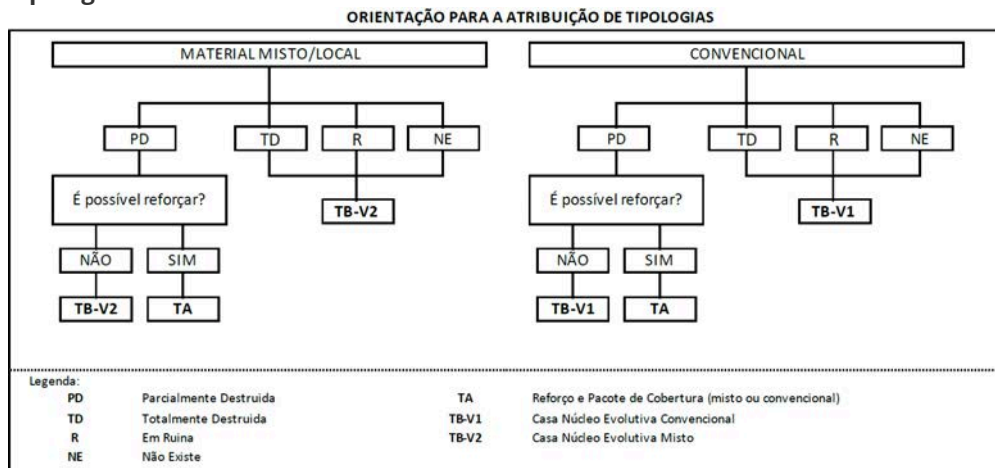 ORIENTAÇÃO PARA A ATRIBUIÇÃO DE TIPOLOGIAS
MATERIAL MISTO/LOCAL
CONVENCIONAL
PD TD R NE
PD TD R NE
É possível reforçar?
TB-V2
É possível reforçar?
TB-V1
NÃO SIM
NÃO SIM
TB-V2 TA
TB-V1 TA
Legenda:
PD Parcialmente Destruida TA Reforço e Pacote de Cobertura (misto ou convencional)
TD Totalmente Destruida TB-V1 Casa Núcleo Evolutiva Convencional
R Em Ruina TB-V2 Casa Núcleo Evolutiva Misto
NE Não Existe